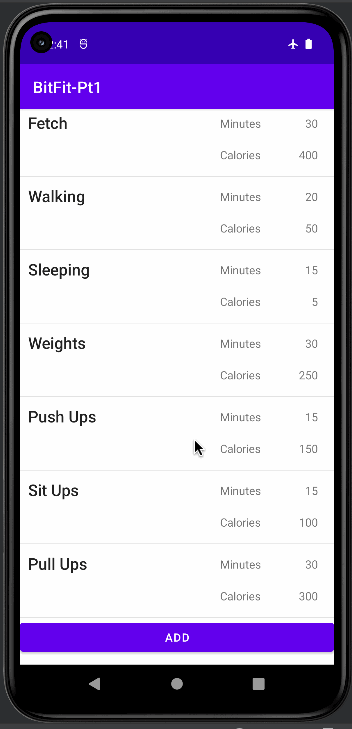 :41
BitFit-Pt1
Fetch Minutes 30
Calories 400
Walking Minutes 20
Calories 50
Sleeping Minutes 15
Calories 5
Weights Minutes 30
Calories 250
Push Ups Minutes 15
Calories 150
Sit Ups Minutes 15
Calories 100
Pull Ups Minutes 30
Calories 300
ADD